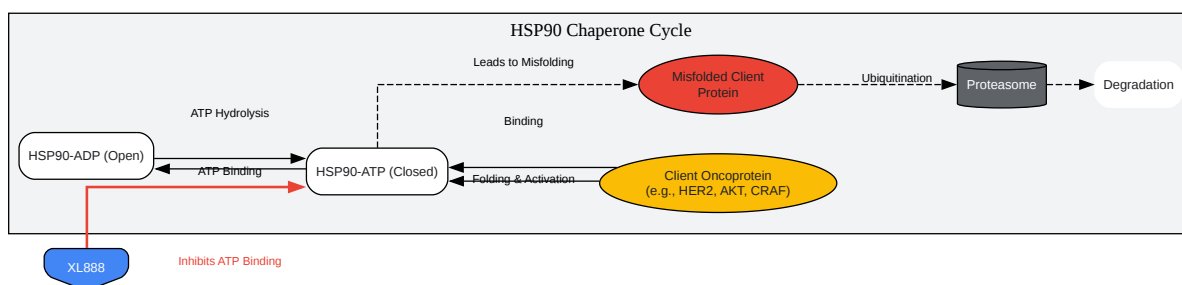 HSP90 Chaperone Cycle
Leads to Misfolding
Misfolded Client
Protein
Ubiquitination
Proteasome
Degradation
ATP Hydrolysis
Binding
HSP90-ADP (Open)
ATP Binding
HSP90-ATP (Closed)
Folding & Activation
Client Oncoprotein
(e.g., HER2, AKT, CRAF)
XL888
Inhibits ATP Binding